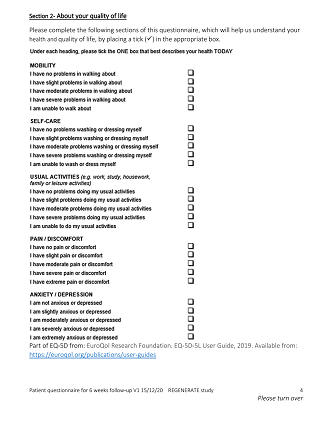 Section 2- About your quality of life
Please complete the following sections of this questionnaire, which will help us understand your
health and quality of life, by placing a tick (✓) in the appropriate box.
Under each heading, please tick the ONE box that best describes your health TODAY
MOBILITY
I have no problems in walking about ❑
I have slight problems in walking about ❑
I have moderate problems in walking about ❑
I have severe problems in walking about ❑
I am unable to walk about ❑
SELF-CARE
I have no problems washing or dressing myself ❑
I have slight problems washing or dressing myself ❑
I have moderate problems washing or dressing myself ❑
I have severe problems washing or dressing myself ❑
I am unable to wash or dress myself ❑
USUAL ACTIVITIES (e.g. work, study, housework,
family or leisure activities)
I have no problems doing my usual activities ❑
I have slight problems doing my usual activities ❑
I have moderate problems doing my usual activities ❑
I have severe problems doing my usual activities ❑
I am unable to do my usual activities ❑
PAIN / DISCOMFORT
I have no pain or discomfort ❑
I have slight pain or discomfort ❑
I have moderate pain or discomfort ❑
I have severe pain or discomfort ❑
I have extreme pain or discomfort ❑
ANXIETY / DEPRESSION
I am not anxious or depressed ❑
I am slightly anxious or depressed ❑
I am moderately anxious or depressed ❑
I am severely anxious or depressed ❑
I am extremely anxious or depressed ❑
Part of EQ-5D from: EuroQol Research Foundation. EQ-5D-5L User Guide, 2019. Available from:
https://euroqol.org/publications/user-guides
Patient questionnaire for 6 weeks follow-up V1 15/12/20 REGENERATE study 4
Please turn over